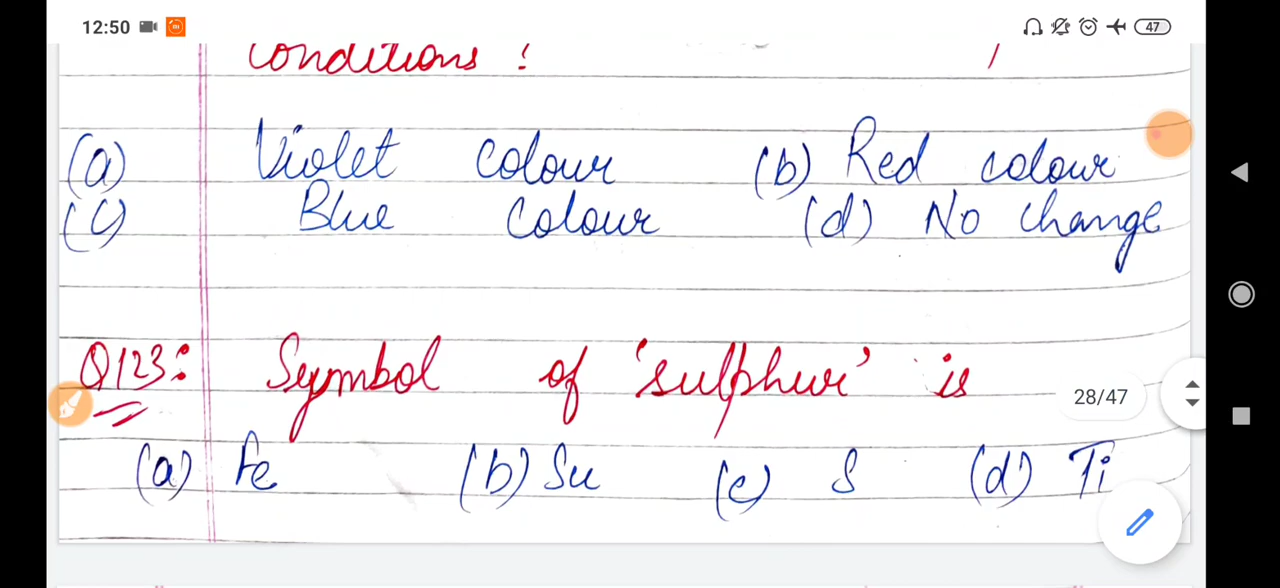 12:50 47
conditions ?
(a) Violet colour (b) Red colour
(c) Blue colour (d) No change
Q123: Symbol of 'sulphur' is
28/47
(a) Fe (b) Su (c) S (d) Ti